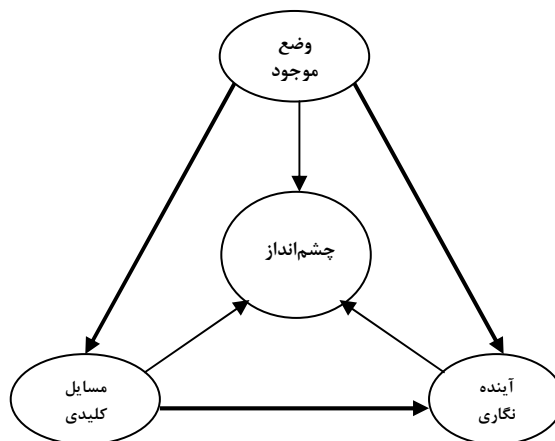 وضع
موجود
چشم‌انداز
مسایل
کلیدی
آینده
نگاری